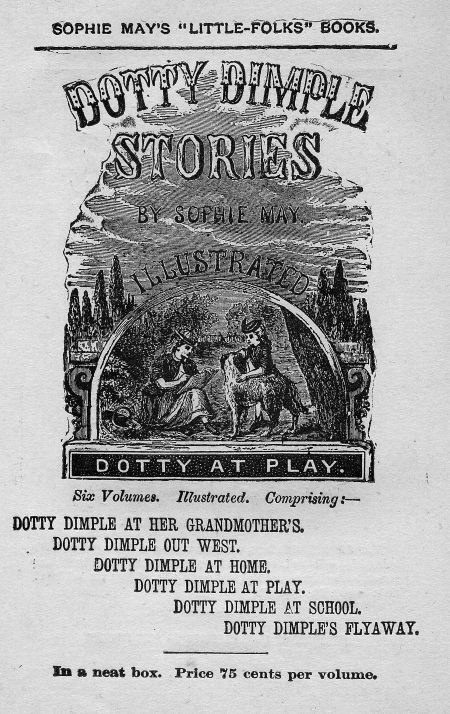 SOPHIE MAY'S "LITTLE-FOLKS" BOOKS.
DOTTY DIMPLE
STORIES
BY SOPHIE MAY.
ILLUSTRATED
DOTTY AT PLAY.
Six Volumes. Illustrated. Comprising:—
DOTTY DIMPLE AT HER GRANDMOTHER'S.
DOTTY DIMPLE OUT WEST.
DOTTY DIMPLE AT HOME.
DOTTY DIMPLE AT PLAY.
DOTTY DIMPLE AT SCHOOL.
DOTTY DIMPLE'S FLYAWAY.
In a neat box. Price 75 cents per volume.